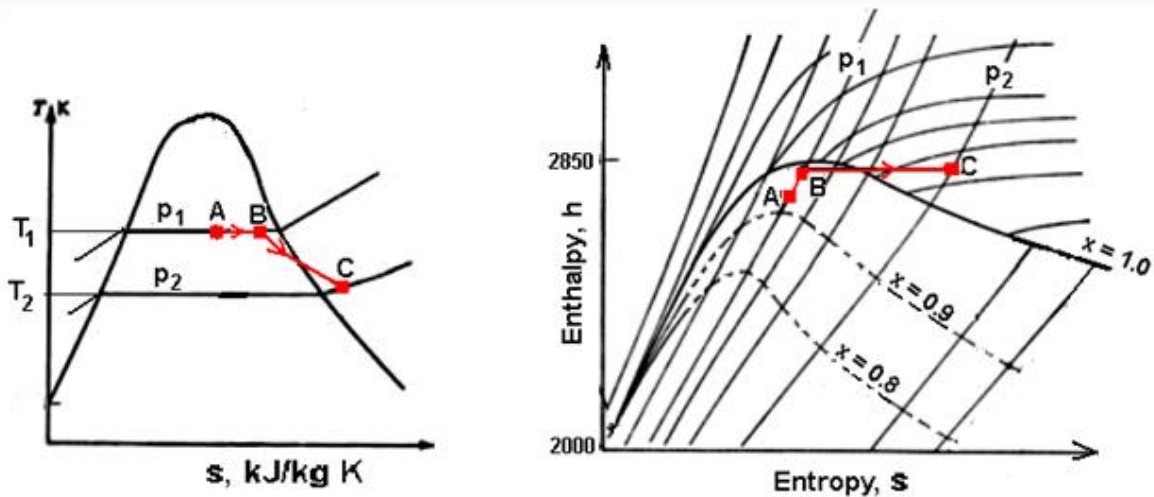 T K
T₁
T₂
p₁
p₂
A
B
C
s, kJ/kg K
2850
2000
Enthalpy, h
p₁
p₂
A
B
C
x = 1.0
x = 0.9
x = 0.8
Entropy, s